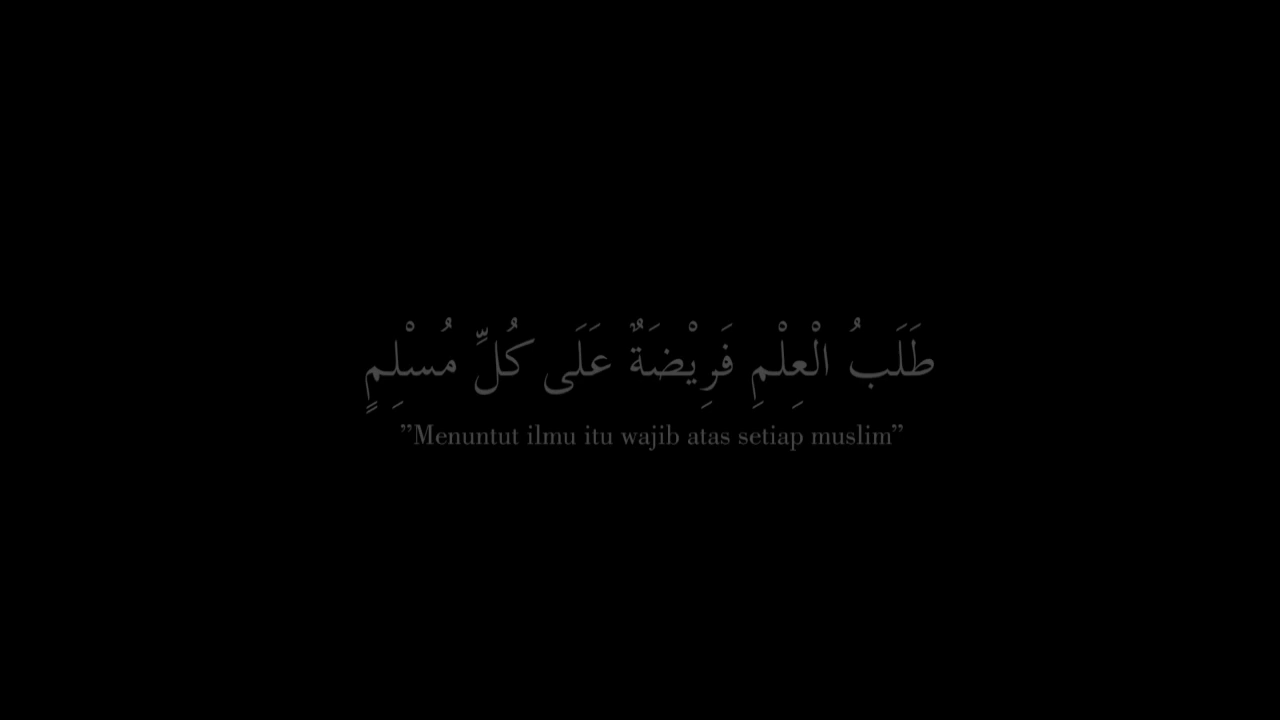 طَلَبُ الْعِلْمِ فَرِيْضَةٌ عَلَى كُلِّ مُسْلِمٍ
”Menuntut ilmu itu wajib atas setiap muslim”